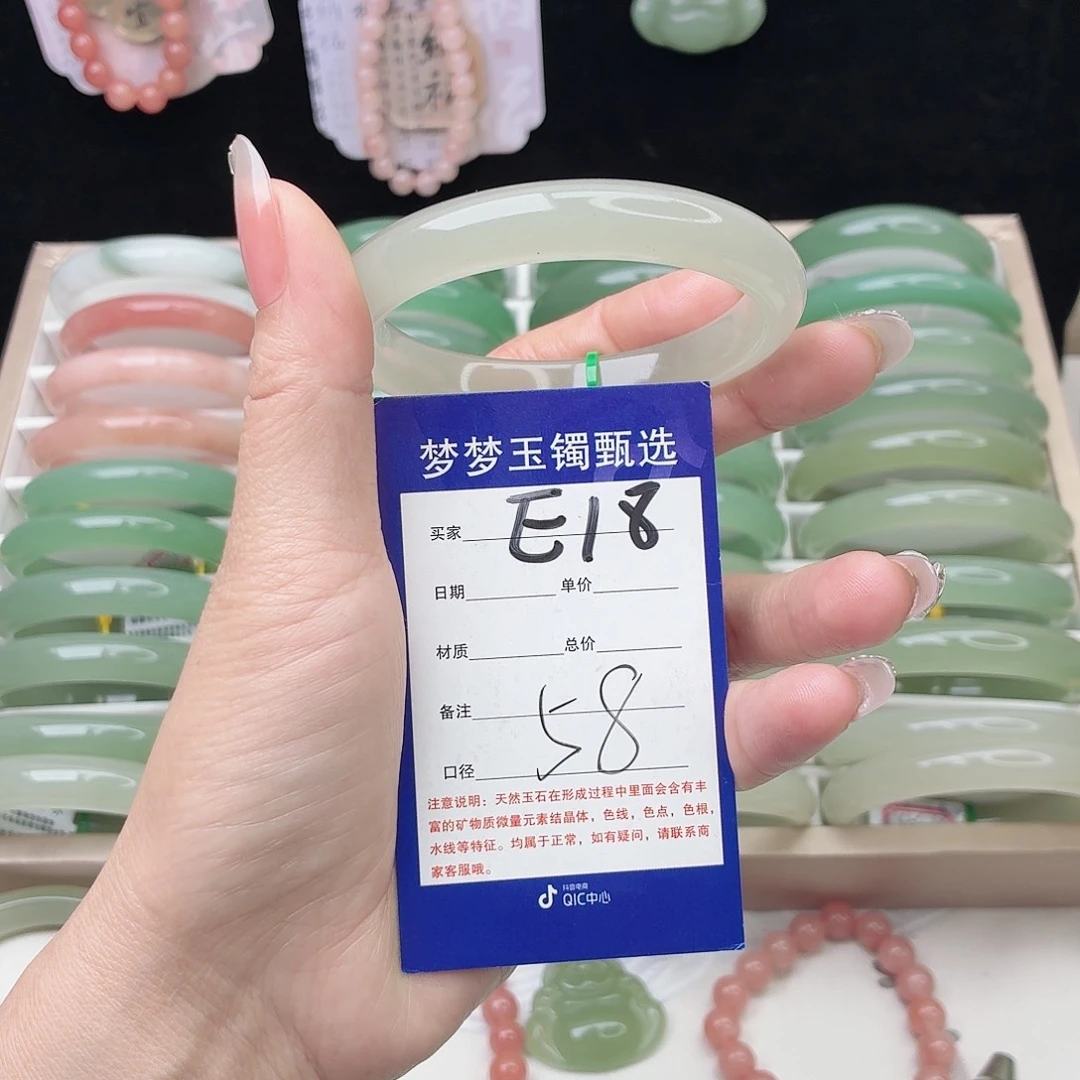 梦梦玉镯甄选
买家 E18
日期 单价
材质 总价
备注
口径 58
注意说明：天然玉石在形成过程中里面会含有丰
富的矿物质微量元素结晶体，色线，色点，色根，
水线等特征。均属于正常，如有疑问，请联系商
家客服哦。
抖音电商
QIC中心